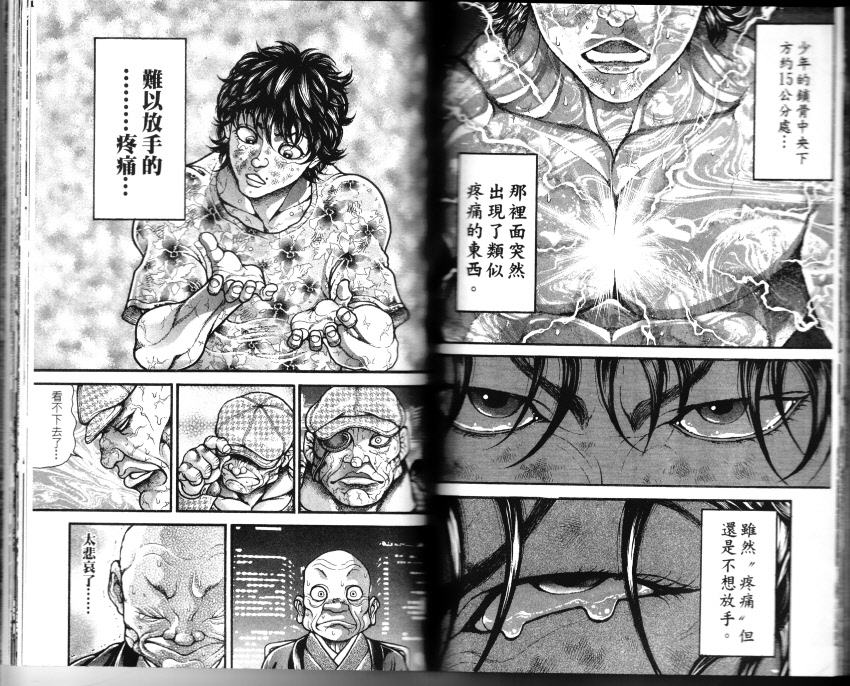 少年的鎖骨中央下
方約15公分處…
那裡面突然
出現了類似
疼痛的東西。
雖然〝疼痛〞但
還是不想放手。
難以放手的
………疼痛…
看不下去了…
太悲哀了……